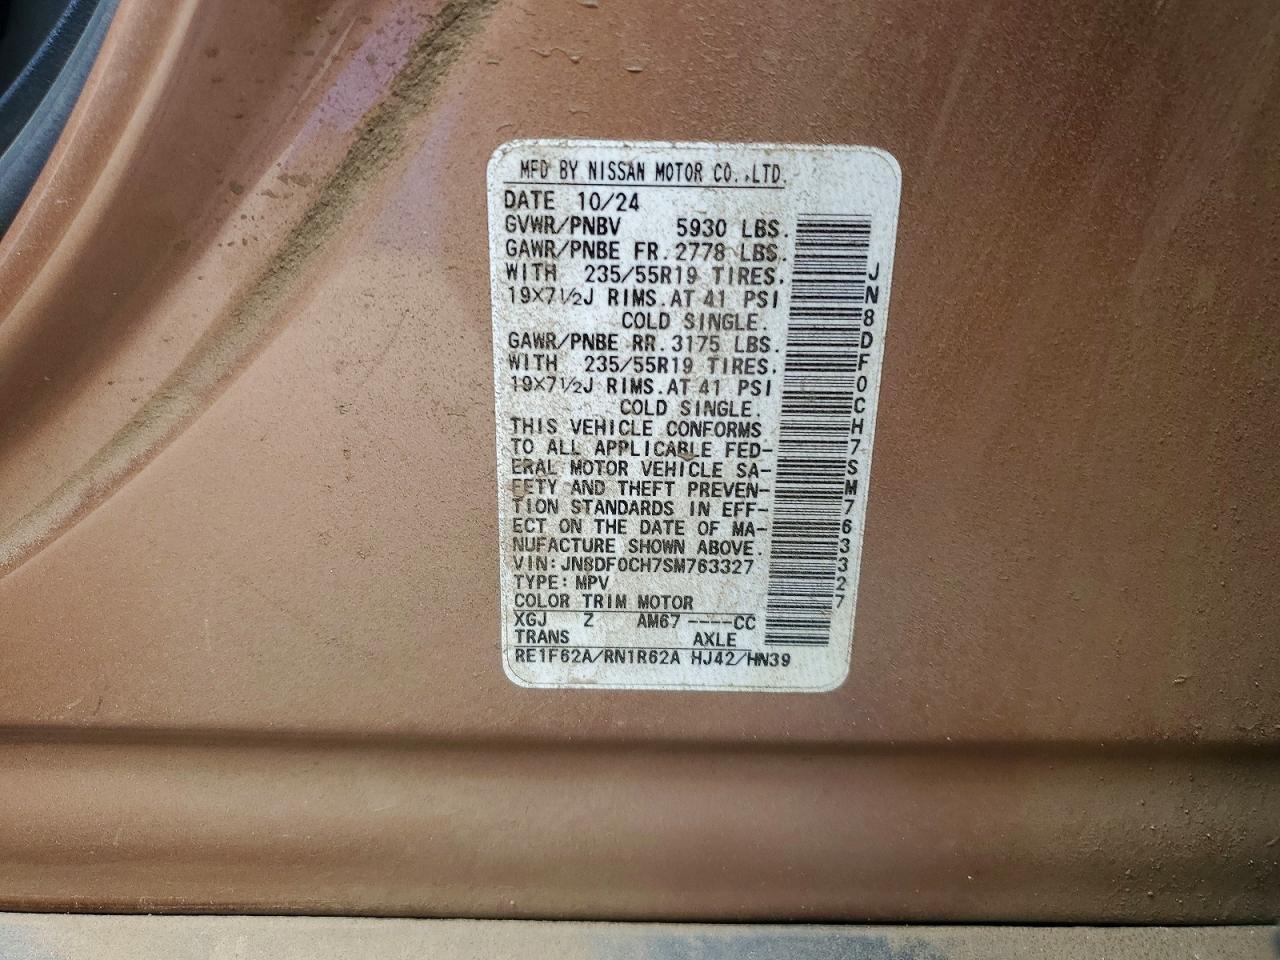 MFD BY NISSAN MOTOR CO.,LTD.
DATE 10/24
GVWR/PNBV 5930 LBS.
GAWR/PNBE FR. 2778 LBS.
WITH 235/55R19 TIRES.
19X7½J RIMS.AT 41 PSI
COLD SINGLE.
GAWR/PNBE RR. 3175 LBS.
WITH 235/55R19 TIRES.
19X7½J RIMS.AT 41 PSI
COLD SINGLE.
THIS VEHICLE CONFORMS
TO ALL APPLICABLE FED-
ERAL MOTOR VEHICLE SA-
FETY AND THEFT PREVEN-
TION STANDARDS IN EFF-
ECT ON THE DATE OF MA-
NUFACTURE SHOWN ABOVE.
VIN:JN8DF0CH7SM763327
TYPE:MPV
COLOR TRIM MOTOR
XGJ Z AM67 ----CC
TRANS AXLE
RE1F62A/RN1R62A HJ42/HN39
JN8DF0CH7SM763327